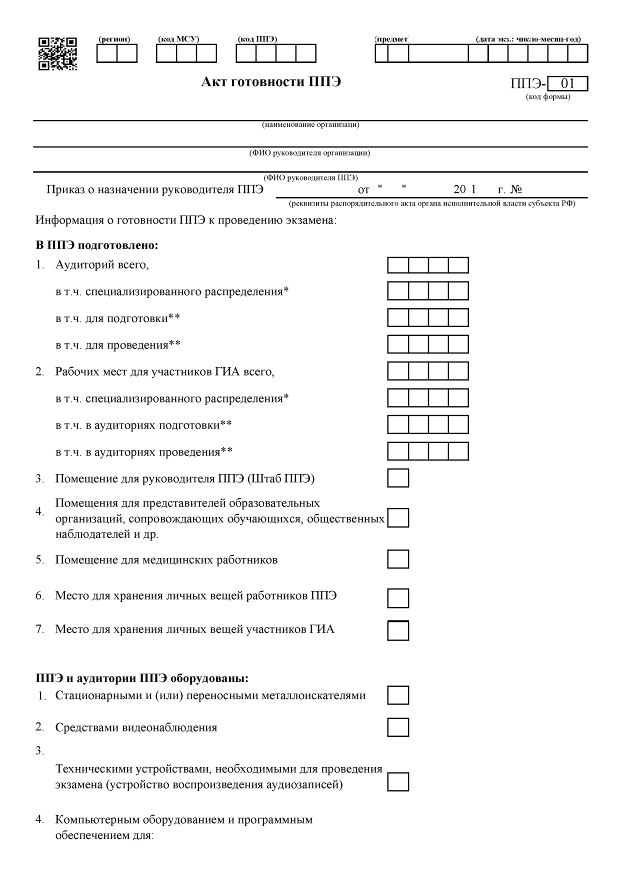 (регион) (код МСУ) (код ППЭ) (предмет (дата экз.: число-месяц-год)
Акт готовности ППЭ
ППЭ- 01
(код формы)
(наименование организаци)
(ФИО руководителя организации)
(ФИО руководителя ППЭ)
Приказ о назначении руководителя ППЭ от " " 20 1 г. №
(реквизиты распорядительного акта органа исполнительной власти субъекта РФ)
Информация о готовности ППЭ к проведению экзамена:
В ППЭ подготовлено:
1. Аудиторий всего,
в т.ч. специализированного распределения*
в т.ч. для подготовки**
в т.ч. для проведения**
2. Рабочих мест для участников ГИА всего,
в т.ч. специализированного распределения*
в т.ч. в аудиториях подготовки**
в т.ч. в аудиториях проведения**
3. Помещение для руководителя ППЭ (Штаб ППЭ)
4. Помещения для представителей образовательных
организаций, сопровождающих обучающихся, общественных
наблюдателей и др.
5. Помещение для медицинских работников
6. Место для хранения личных вещей работников ППЭ
7. Место для хранения личных вещей участников ГИА
ППЭ и аудитории ППЭ оборудованы:
1. Стационарными и (или) переносными металлоискателями
2. Средствами видеонаблюдения
3.
Техническими устройствами, необходимыми для проведения
экзамена (устройство воспроизведения аудиозаписей)
4. Компьютерным оборудованием и программным
обеспечением для: